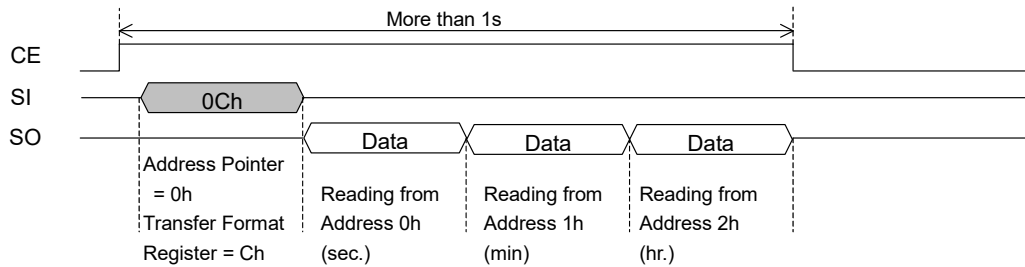 More than 1s
CE
SI
0Ch
SO
Data
Data
Data
Address Pointer
= 0h
Transfer Format
Register = Ch
Reading from
Address 0h
(sec.)
Reading from
Address 1h
(min)
Reading from
Address 2h
(hr.)